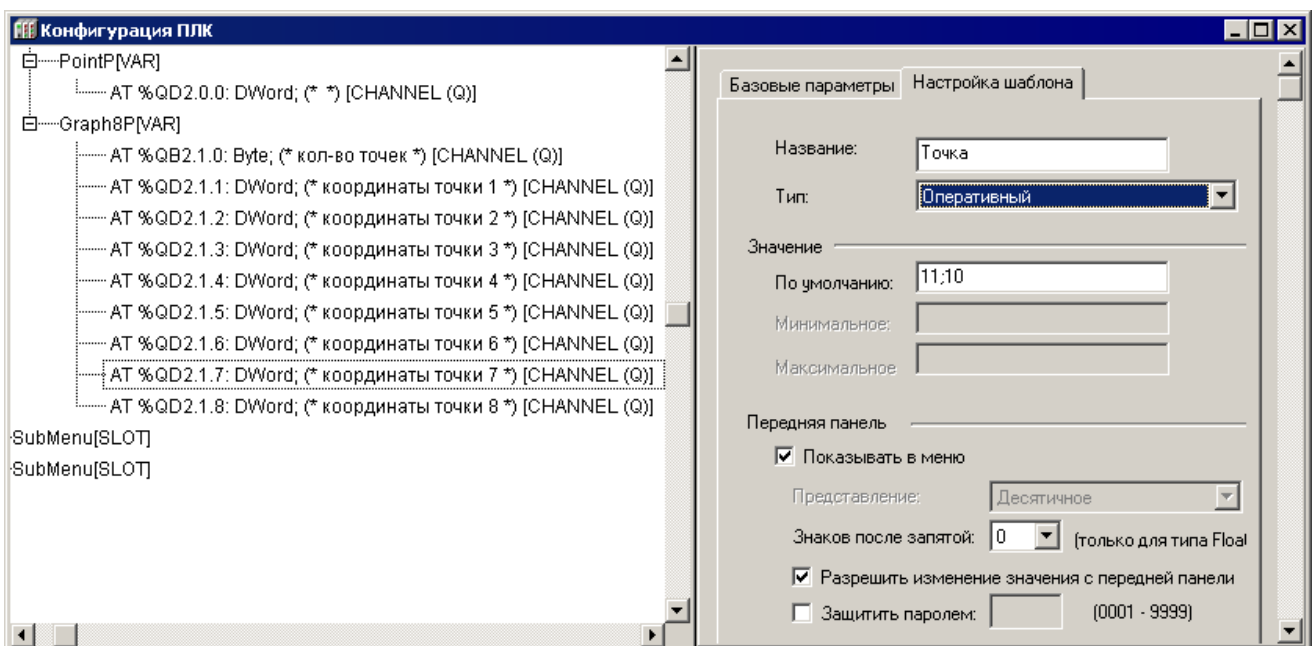 Конфигурация ПЛК
PointP[VAR]
AT %QD2.0.0: DWord; (* *) [CHANNEL (Q)]
Graph8P[VAR]
AT %QB2.1.0: Byte; (* кол-во точек *) [CHANNEL (Q)]
AT %QD2.1.1: DWord; (* координаты точки 1 *) [CHANNEL (Q)]
AT %QD2.1.2: DWord; (* координаты точки 2 *) [CHANNEL (Q)]
AT %QD2.1.3: DWord; (* координаты точки 3 *) [CHANNEL (Q)]
AT %QD2.1.4: DWord; (* координаты точки 4 *) [CHANNEL (Q)]
AT %QD2.1.5: DWord; (* координаты точки 5 *) [CHANNEL (Q)]
AT %QD2.1.6: DWord; (* координаты точки 6 *) [CHANNEL (Q)]
AT %QD2.1.7: DWord; (* координаты точки 7 *) [CHANNEL (Q)]
AT %QD2.1.8: DWord; (* координаты точки 8 *) [CHANNEL (Q)]
SubMenu[SLOT]
SubMenu[SLOT]
Базовые параметры Настройка шаблона
Название: Точка
Тип: Оперативный
Значение
По умолчанию: 11;10
Минимальное:
Максимальное
Передняя панель
Показывать в меню
Представление: Десятичное
Знаков после запятой: 0 (только для типа Float
Разрешить изменение значения с передней панели
Защитить паролем: (0001 - 9999)